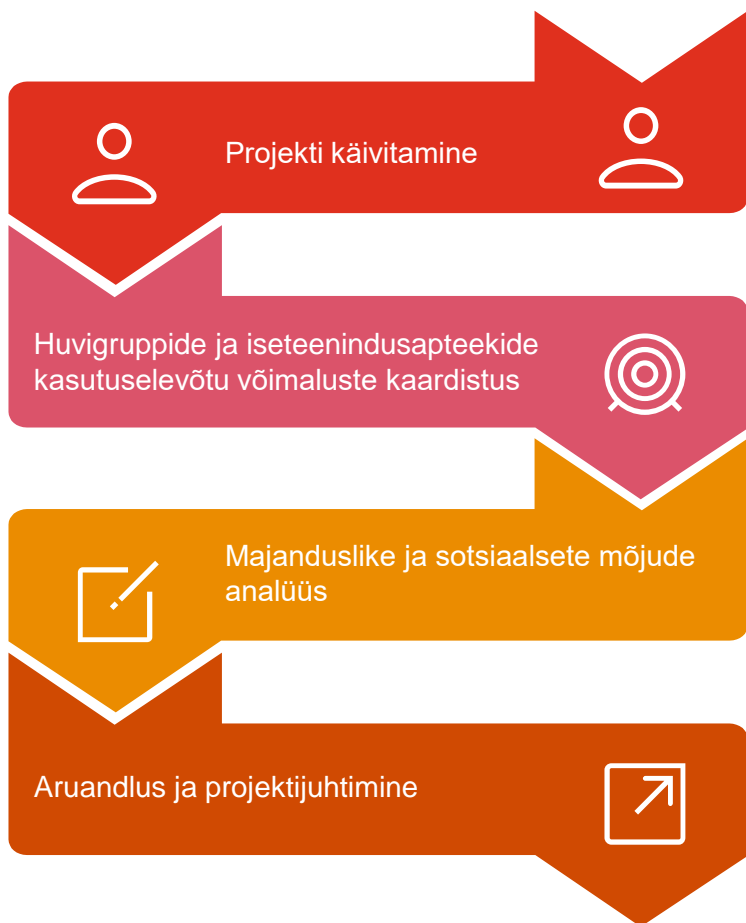 Projekti käivitamine
Huvigruppide ja iseteenindusapteekide
kasutuselevõtu võimaluste kaardistus
Majanduslike ja sotsiaalsete mõjude
analüüs
Aruandlus ja projektijuhtimine